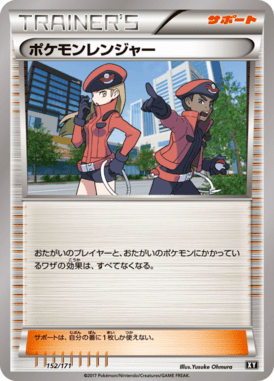 TRAINER'S
サポート
ポケモンレンジャー
おたがいのプレイヤーと、おたがいのポケモンにかかってい
るワザの効果は、すべてなくなる。
サポートは、自分の番に1枚しか使えない。
152/171
Illus.Yusuke Ohmura
XY
©2017 Pokémon/Nintendo/Creatures/GAME FREAK.